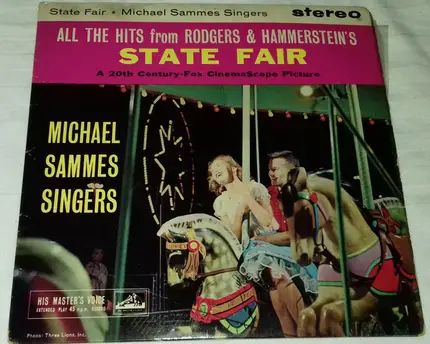 State Fair • Michael Sammes Singers
stereo
ALL THE HITS from RODGERS & HAMMERSTEIN'S
STATE FAIR
A 20th Century-Fox CinemaScope Picture
MICHAEL
SAMMES
SINGERS
HIS MASTER'S VOICE
EXTENDED PLAY 45 r.p.m. RECORD
Photo: Three Lions, Inc.